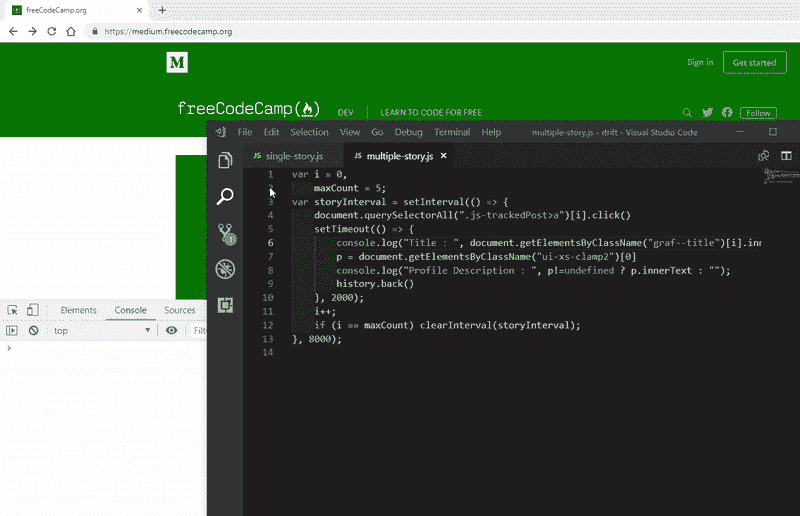 freeCodeCamp.org
https://medium.freecodecamp.org
M
Sign in
Get started
freeCodeCamp
DEV
LEARN TO CODE FOR FREE
Follow
File Edit Selection View Go Debug Terminal Help
multiple-story.js - drift - Visual Studio Code
JS single-story.js
JS multiple-story.js
1 var i = 0,
2 maxCount = 5;
3 var storyInterval = setInterval(() => {
4 document.querySelectorAll(".js-trackedPost>a")[i].click()
5 setTimeout(() => {
6 console.log("Title : ", document.getElementsByClassName("graf--title")[i].inn
7 p = document.getElementsByClassName("ui-xs-clamp2")[0]
8 console.log("Profile Description : ", p!=undefined ? p.innerText : "");
9 history.back()
10 }, 2000);
11 i++;
12 if (i == maxCount) clearInterval(storyInterval);
13 }, 8000);
14
1
Elements Console Sources
top
Filt
>